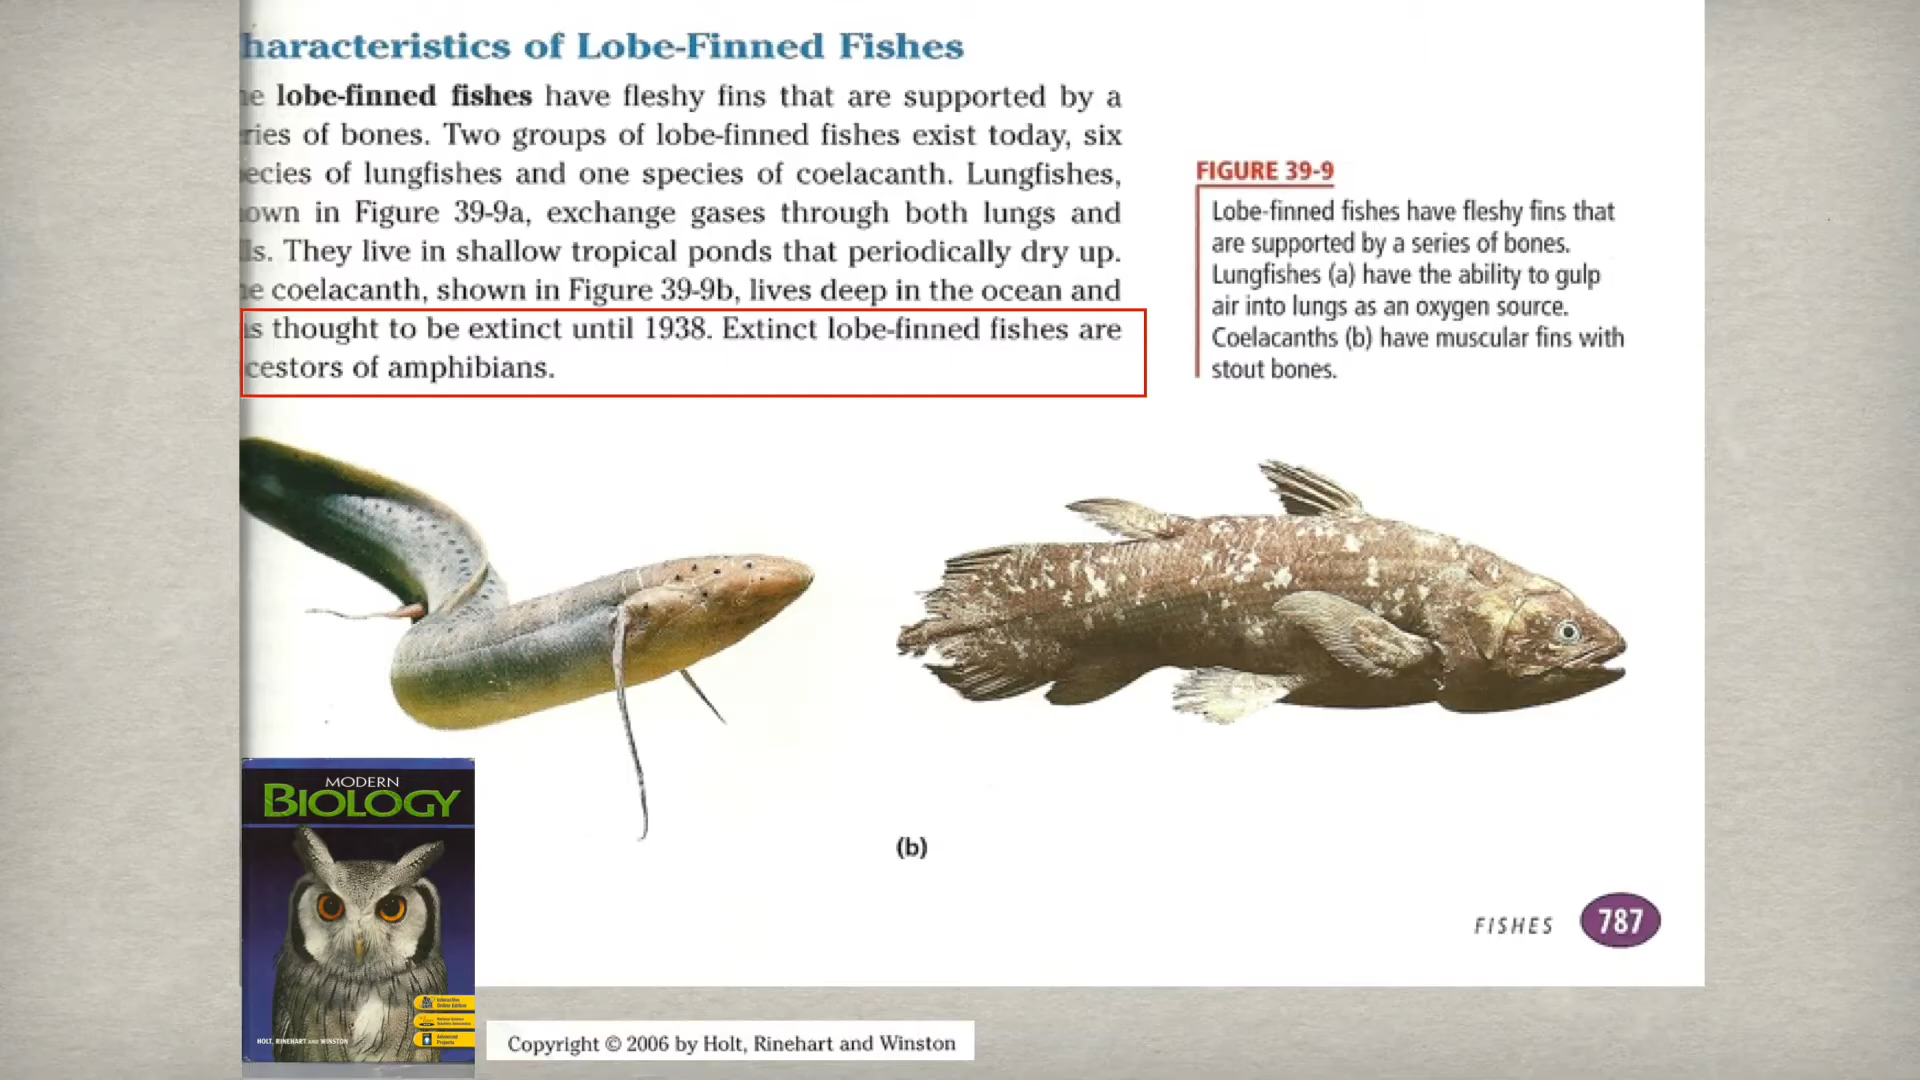 haracteristics of Lobe-Finned Fishes
e lobe-finned fishes have fleshy fins that are supported by a
ries of bones. Two groups of lobe-finned fishes exist today, six
ecies of lungfishes and one species of coelacanth. Lungfishes,
own in Figure 39-9a, exchange gases through both lungs and
ls. They live in shallow tropical ponds that periodically dry up.
e coelacanth, shown in Figure 39-9b, lives deep in the ocean and
s thought to be extinct until 1938. Extinct lobe-finned fishes are
cestors of amphibians.
FIGURE 39-9
Lobe-finned fishes have fleshy fins that
are supported by a series of bones.
Lungfishes (a) have the ability to gulp
air into lungs as an oxygen source.
Coelacanths (b) have muscular fins with
stout bones.
(b)
FISHES 787
MODERN
BIOLOGY
Interactive
Online Edition
HOLT, RINEHART AND WINSTON
Copyright © 2006 by Holt, Rinehart and Winston